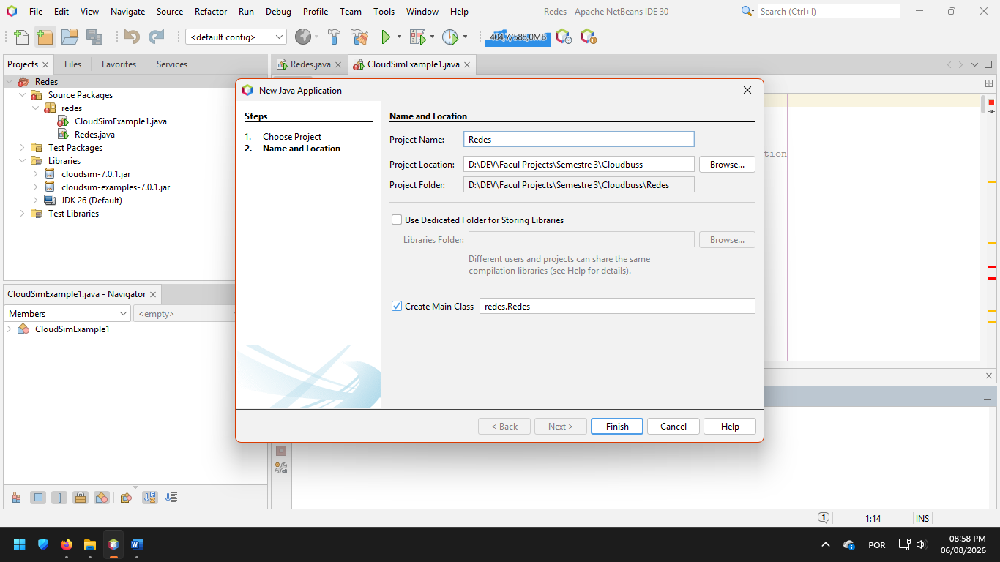 File Edit View Navigate Source Refactor Run Debug Profile Team Tools Window Help Redes - Apache NetBeans IDE 30 Search (Ctrl+I)
<default config> 404,7/588,0MB
Projects Files Favorites Services Redes.java CloudSimExample1.java
Redes
Source Packages
redes
CloudSimExample1.java
Redes.java
Test Packages
Libraries
cloudsim-7.0.1.jar
cloudsim-examples-7.0.1.jar
JDK 26 (Default)
Test Libraries
CloudSimExample1.java - Navigator
Members <empty>
CloudSimExample1
New Java Application
Steps
1. Choose Project
2. Name and Location
Name and Location
Project Name: Redes
Project Location: D:\DEV\Facul Projects\Semestre 3\Cloudbuss Browse...
Project Folder: D:\DEV\Facul Projects\Semestre 3\Cloudbuss\Redes
Use Dedicated Folder for Storing Libraries
Libraries Folder: Browse...
Different users and projects can share the same
compilation libraries (see Help for details).
Create Main Class redes.Redes
< Back Next > Finish Cancel Help
tion
1 1:14 INS
POR 08:58 PM
06/08/2026